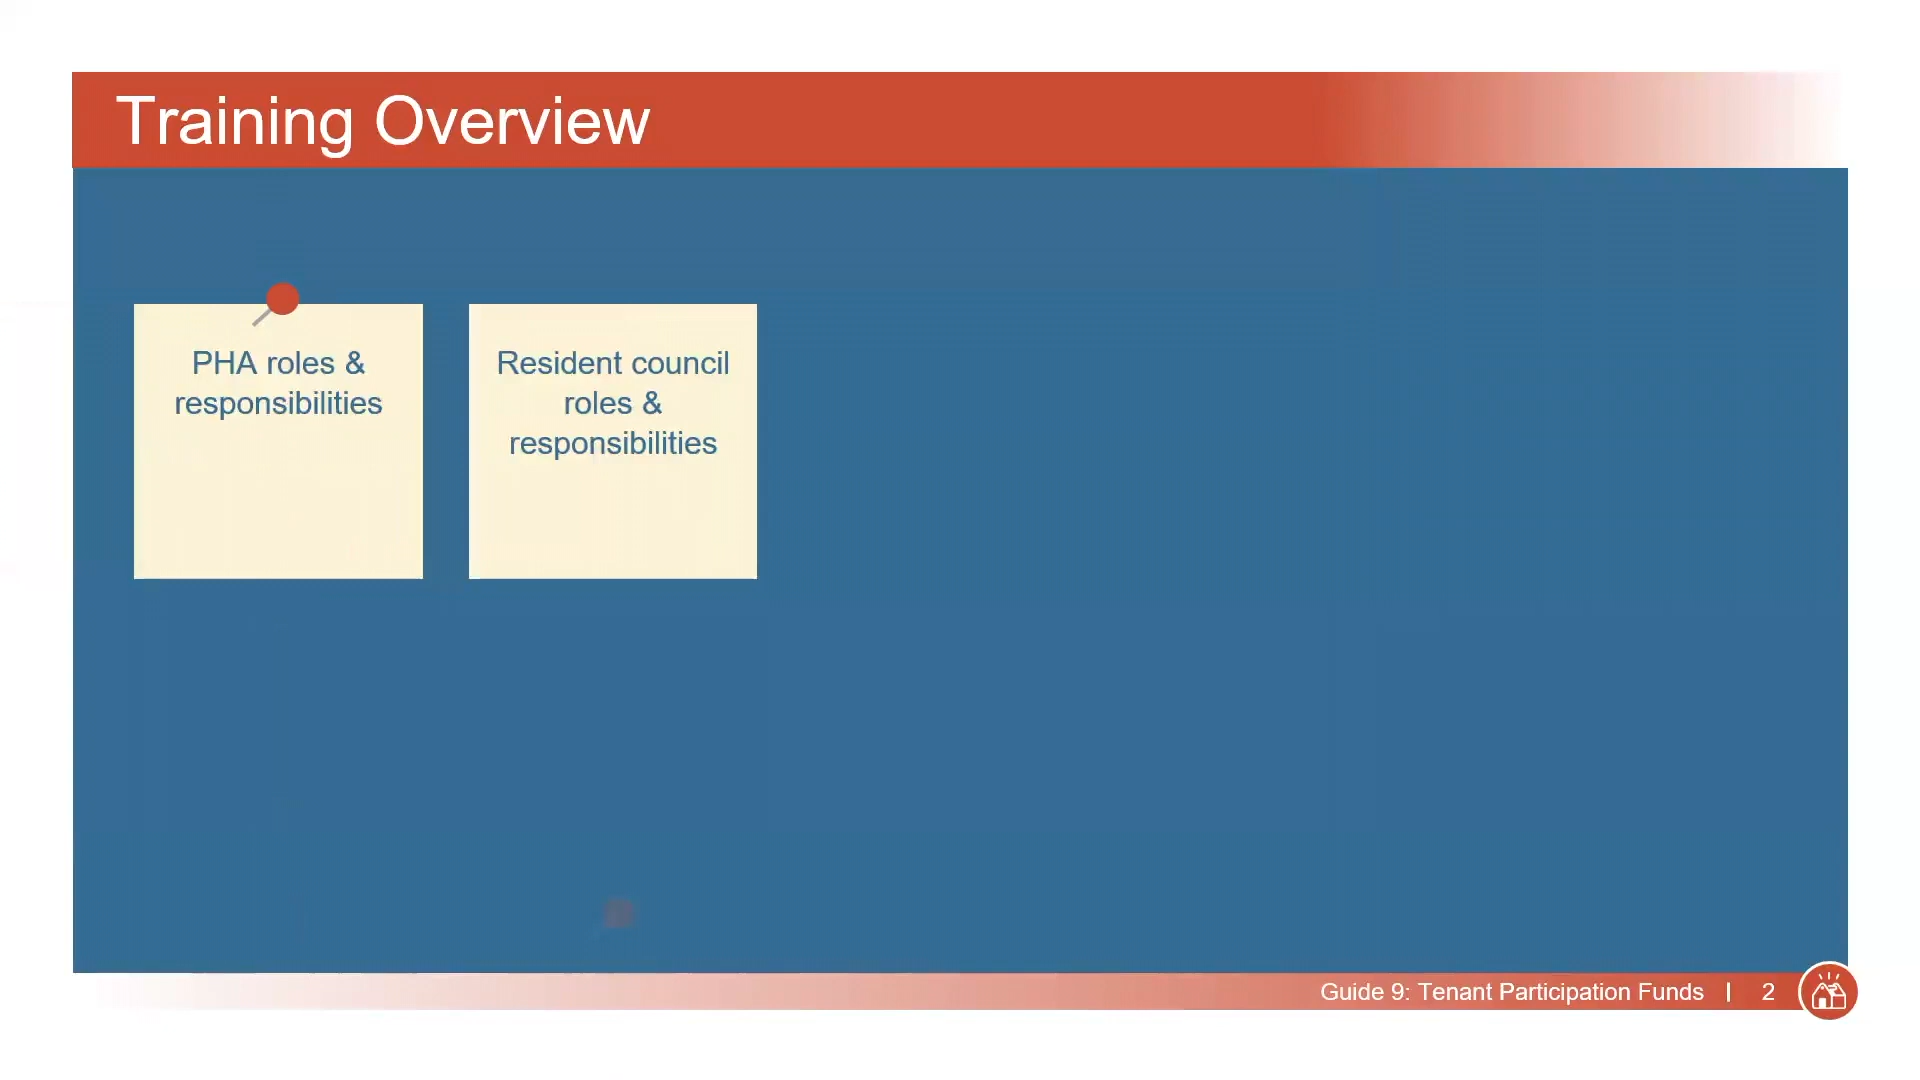 Training Overview
PHA roles &
responsibilities
Resident council
roles &
responsibilities
Guide 9: Tenant Participation Funds | 2